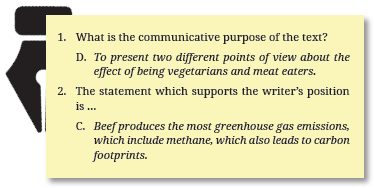 1. What is the communicative purpose of the text?
D. To present two different points of view about the
effect of being vegetarians and meat eaters.
2. The statement which supports the writer's position
is ...
C. Beef produces the most greenhouse gas emissions,
which include methane, which also leads to carbon
footprints.